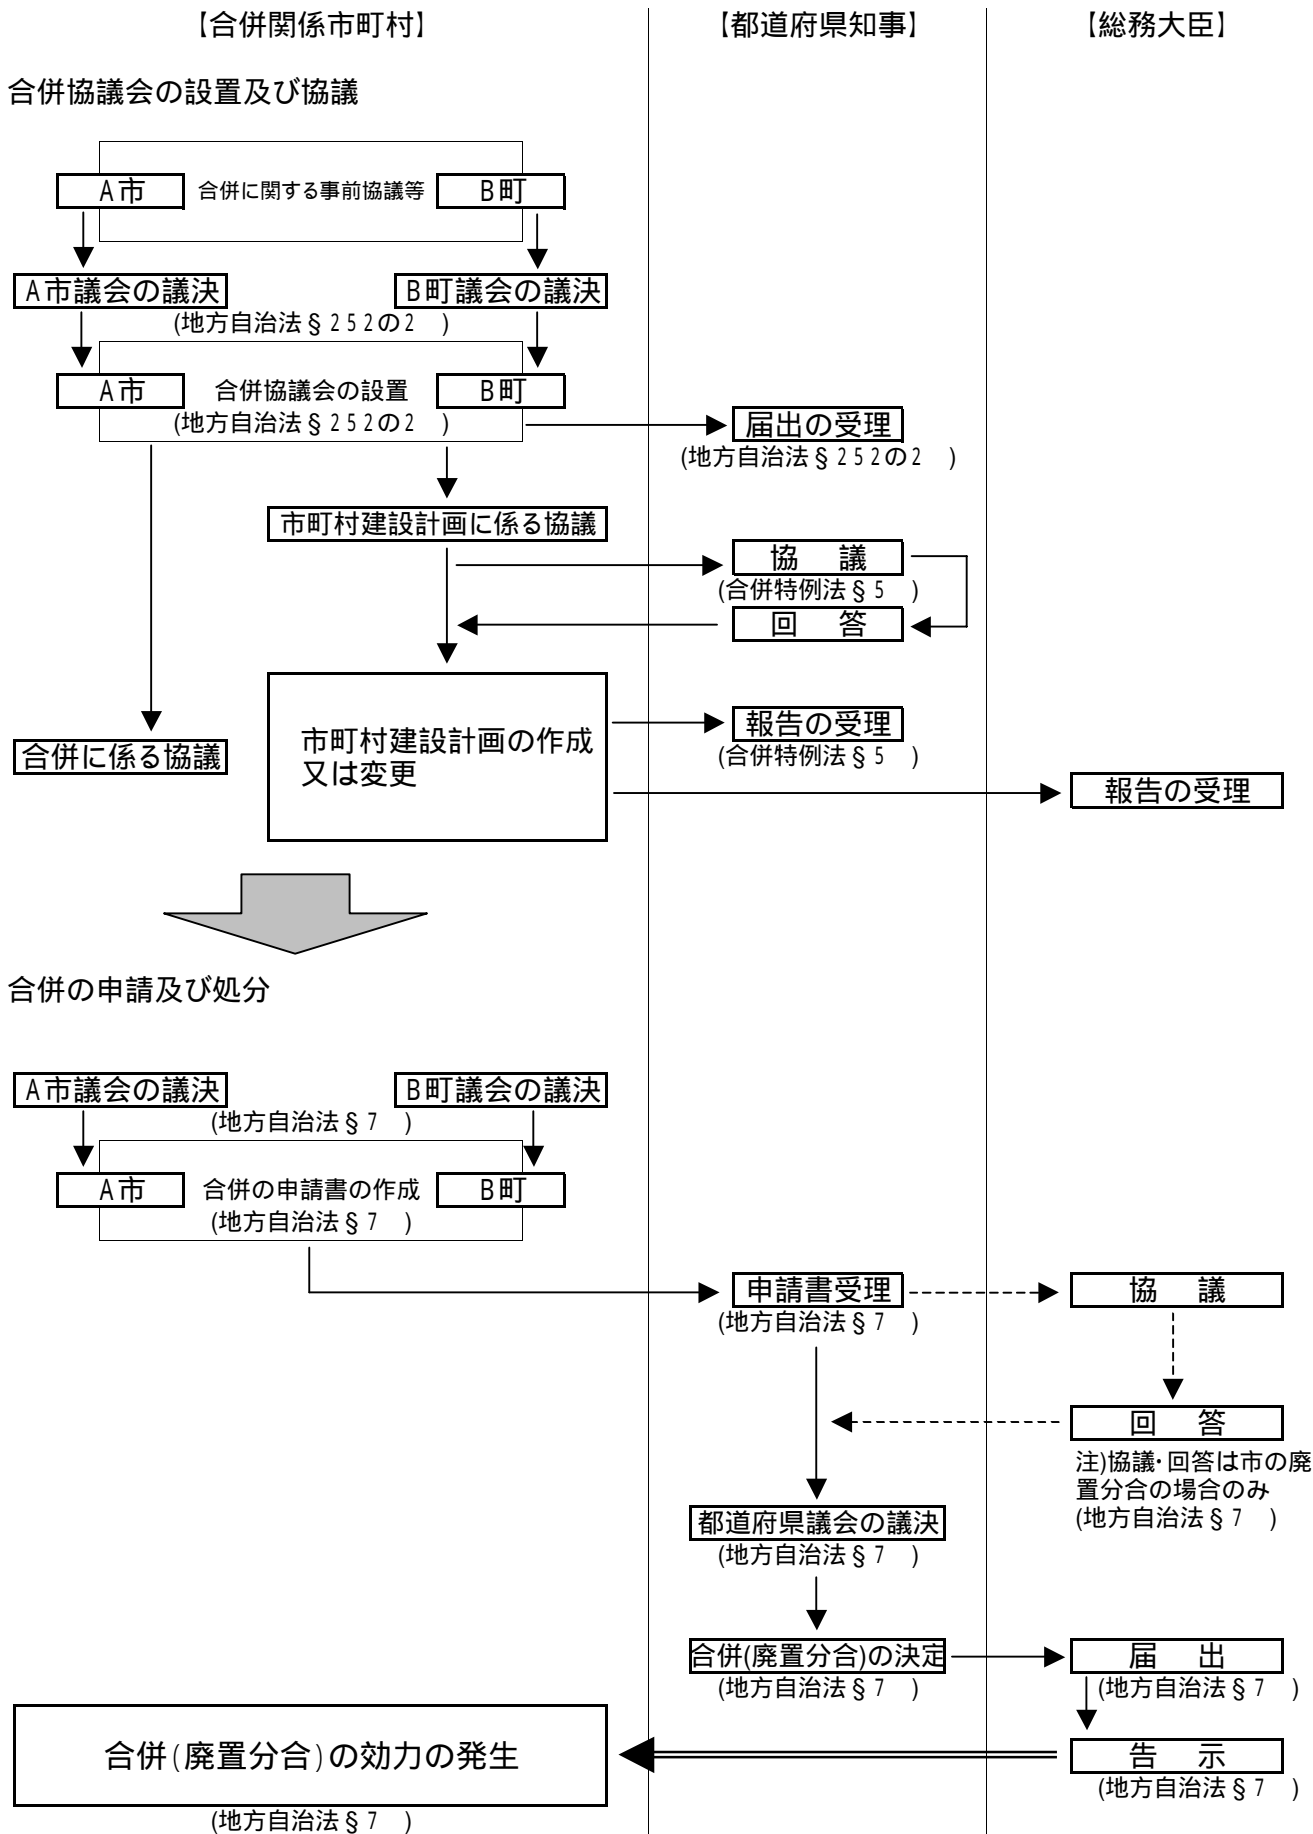 【合併関係市町村】
【都道府県知事】
【総務大臣】
合併協議会の設置及び協議
A市
合併に関する事前協議等
B町
A市議会の議決
B町議会の議決
(地方自治法§252の2　)
A市
合併協議会の設置
B町
(地方自治法§252の2　)
届出の受理
(地方自治法§252の2　)
市町村建設計画に係る協議
協　議
(合併特例法§5　)
回　答
市町村建設計画の作成
又は変更
報告の受理
(合併特例法§5　)
合併に係る協議
報告の受理
合併の申請及び処分
A市議会の議決
B町議会の議決
(地方自治法§7　)
A市
合併の申請書の作成
B町
(地方自治法§7　)
申請書受理
(地方自治法§7　)
協　議
回　答
注)協議・回答は市の廃
置分合の場合のみ
(地方自治法§7　)
都道府県議会の議決
(地方自治法§7　)
合併(廃置分合)の決定
(地方自治法§7　)
届　出
(地方自治法§7　)
合併(廃置分合)の効力の発生
(地方自治法§7　)
告　示
(地方自治法§7　)